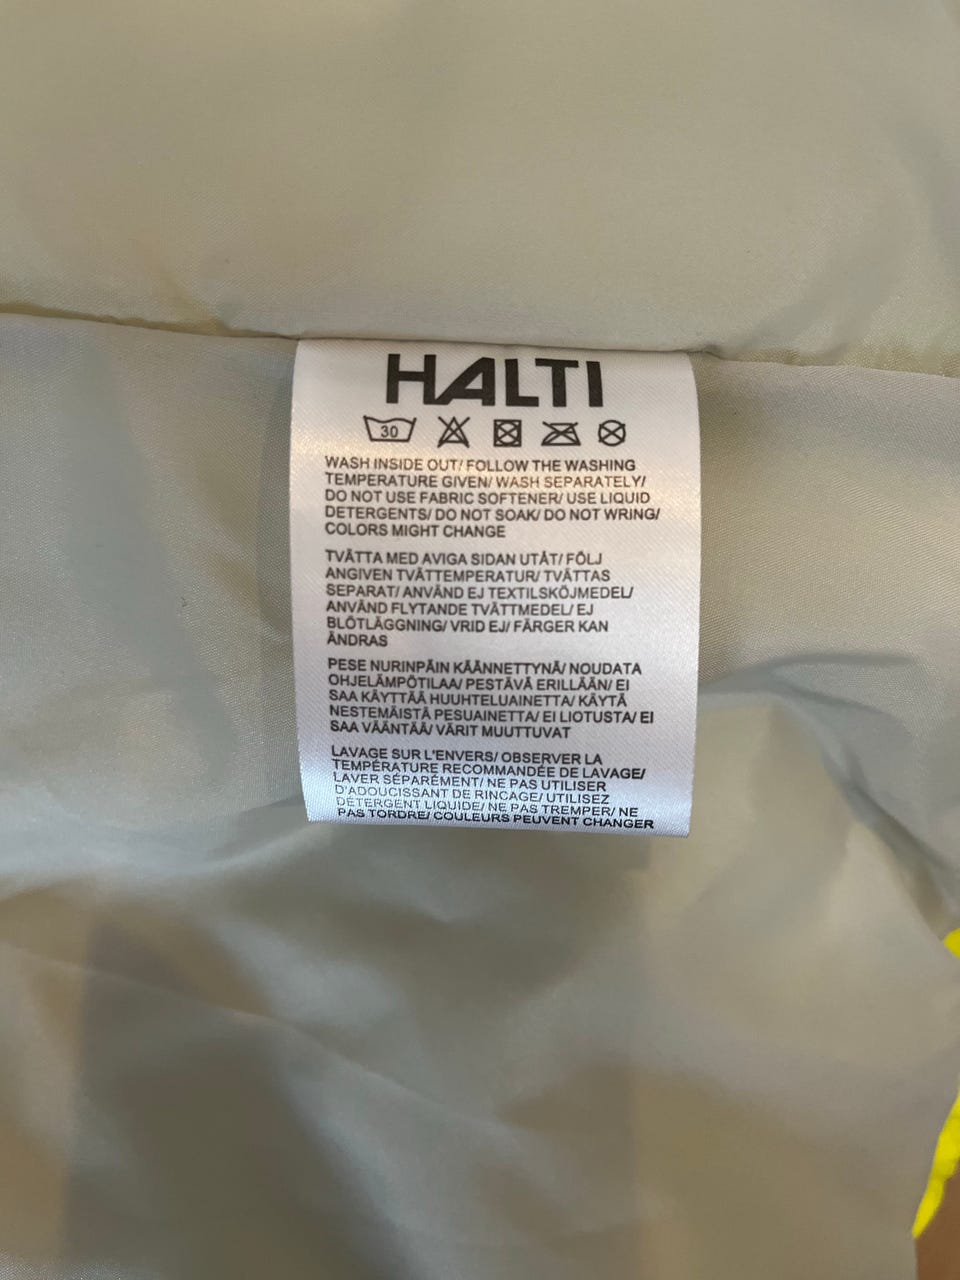 HALTI
30
WASH INSIDE OUT/ FOLLOW THE WASHING
TEMPERATURE GIVEN/ WASH SEPARATELY/
DO NOT USE FABRIC SOFTENER/ USE LIQUID
DETERGENTS/ DO NOT SOAK/ DO NOT WRING/
COLORS MIGHT CHANGE
TVÄTTA MED AVIGA SIDAN UTÅT/ FÖLJ
ANGIVEN TVÄTTEMPERATUR/ TVÄTTAS
SEPARAT/ ANVÄND EJ TEXTILSKÖJMEDEL/
ANVÄND FLYTANDE TVÄTTMEDEL/ EJ
BLÖTLÄGGNING/ VRID EJ/ FÄRGER KAN
ÄNDRAS
PESE NURINPÄIN KÄÄNNETTYNÄ/ NOUDATA
OHJELÄMPÖTILAA/ PESTÄVÄ ERILLÄÄN/ EI
SAA KÄYTTÄÄ HUUHTELUAINETTA/ KÄYTÄ
NESTEMÄISTÄ PESUAINETTA/ EI LIOTUSTA/ EI
SAA VÄÄNTÄÄ/ VÄRIT MUUTTUVAT
LAVAGE SUR L'ENVERS/ OBSERVER LA
TEMPÉRATURE RECOMMANDÉE DE LAVAGE/
LAVER SÉPARÉMENT/ NE PAS UTILISER
D'ADOUCISSANT DE RINCAGE/ UTILISEZ
DÉTERGENT LIQUIDE/ NE PAS TREMPER/ NE
PAS TORDRE/ COULEURS PEUVENT CHANGER